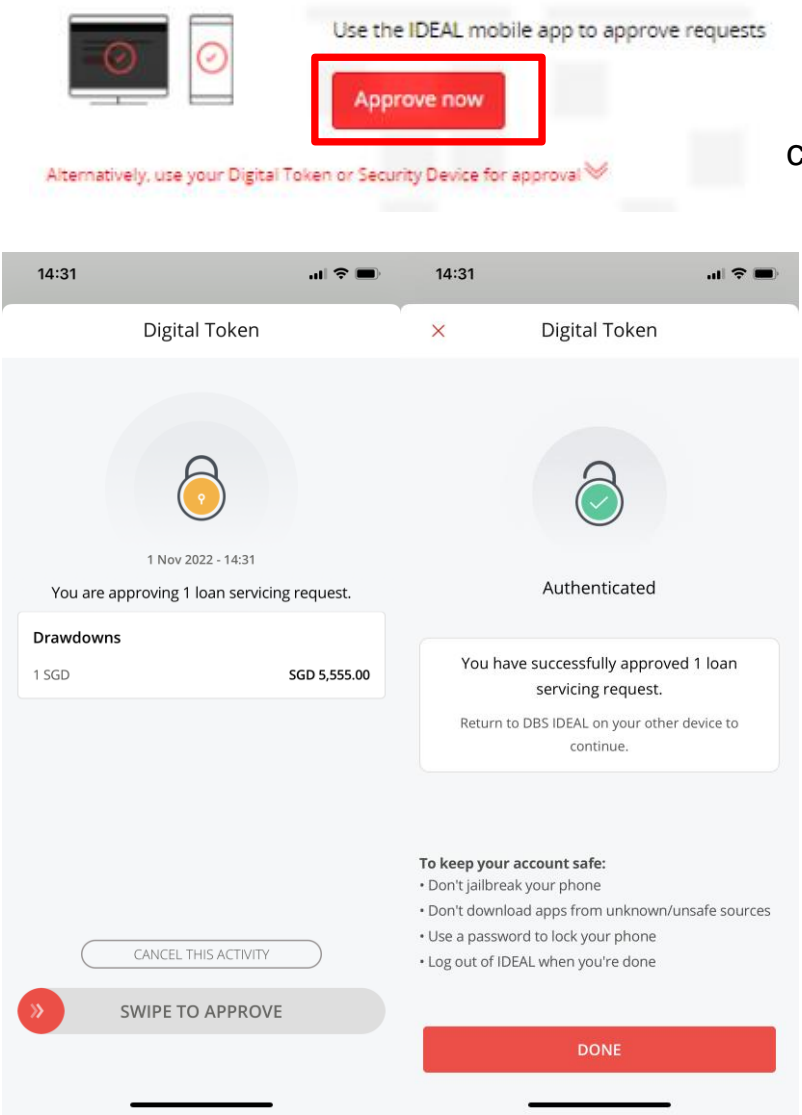 Use the IDEAL mobile app to approve requests
Approve now
c
Alternatively, use your Digital Token or Security Device for approval
14:31
Digital Token
1 Nov 2022 - 14:31
You are approving 1 loan servicing request.
Drawdowns
1 SGD SGD 5,555.00
CANCEL THIS ACTIVITY
SWIPE TO APPROVE
14:31
Digital Token
Authenticated
You have successfully approved 1 loan
servicing request.
Return to DBS IDEAL on your other device to
continue.
To keep your account safe:
• Don't jailbreak your phone
• Don't download apps from unknown/unsafe sources
• Use a password to lock your phone
• Log out of IDEAL when you're done
DONE